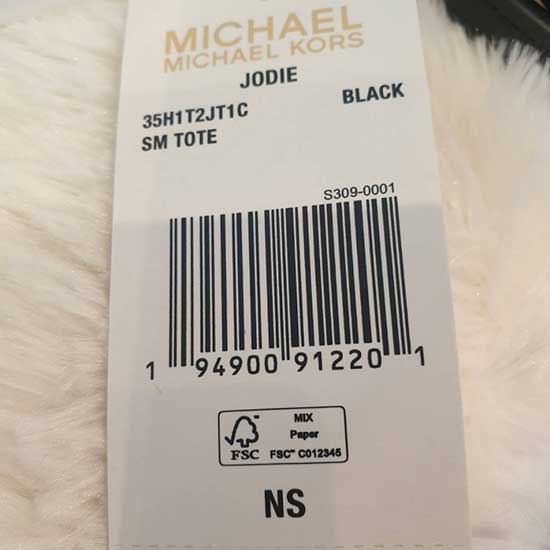 MICHAEL
MICHAEL KORS
JODIE
35H1T2JT1C BLACK
SM TOTE
S309-0001
1 94900 91220 1
FSC™ MIX
Paper
FSC™ C012345
NS